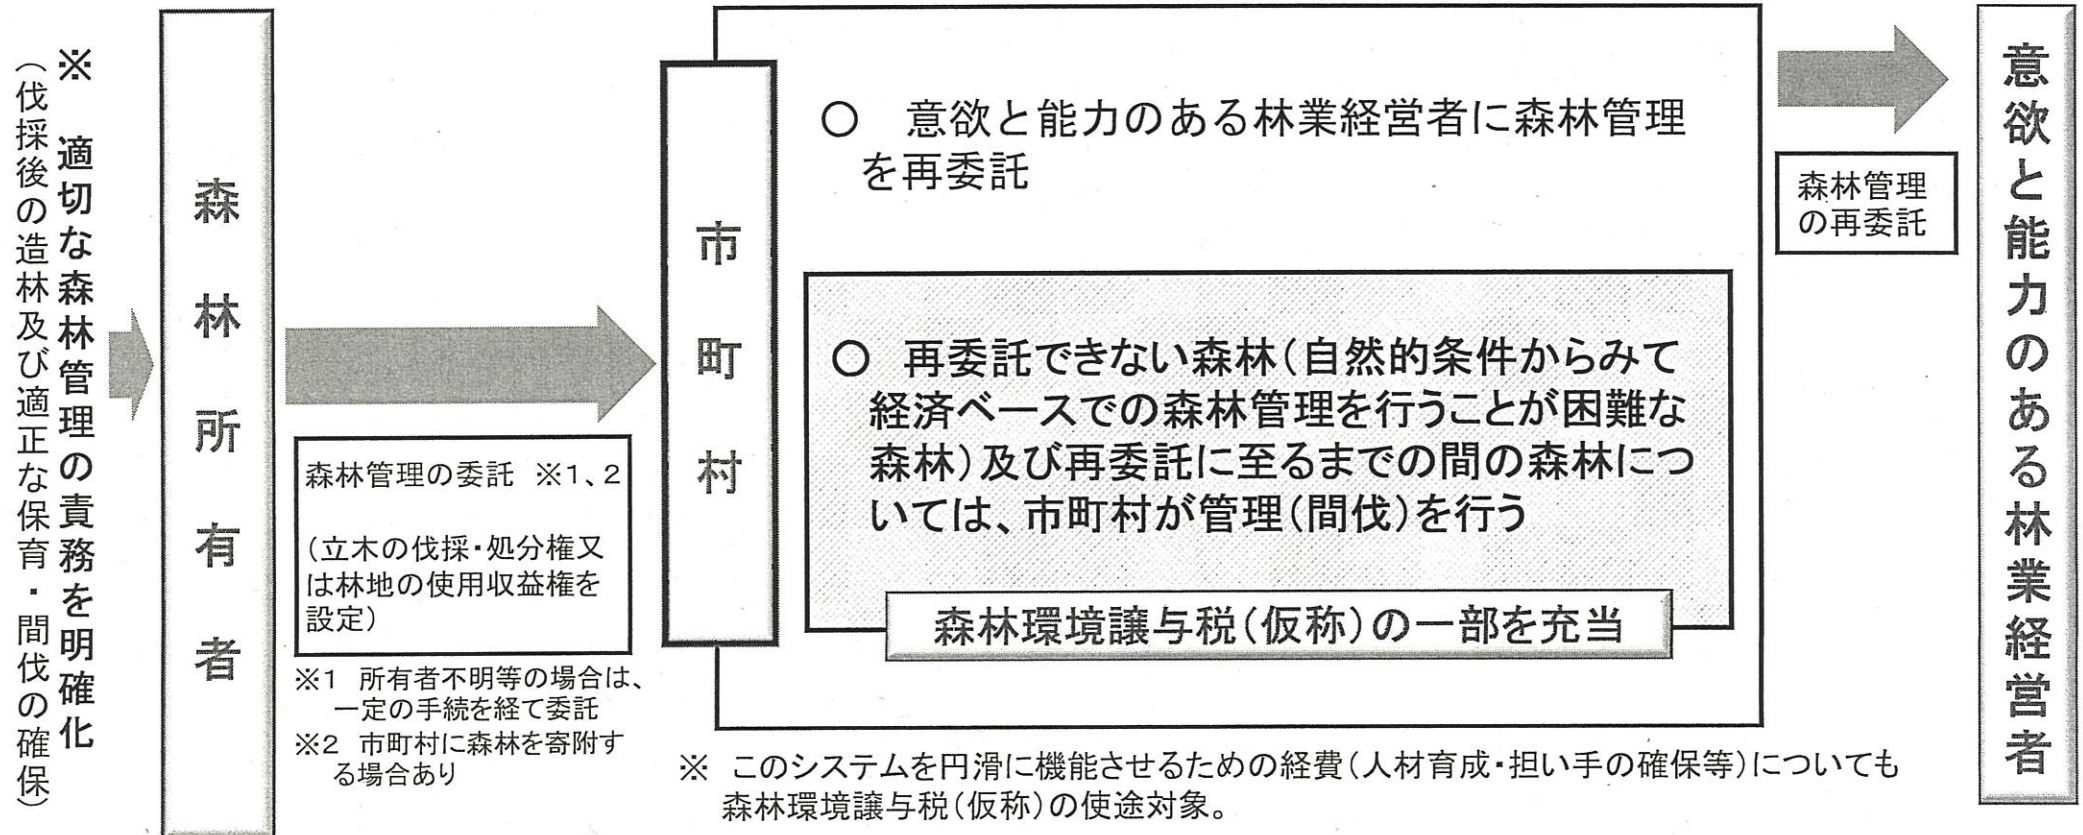 ※　適切な森林管理の責務を明確化
（伐採後の造林及び適正な保育・間伐の確保）
森林所有者
森林管理の委託　※１、２
（立木の伐採・処分権又
は林地の使用収益権を
設定）
※１　所有者不明等の場合は、
一定の手続を経て委託
※２　市町村に森林を寄附す
る場合あり
市町村
○　意欲と能力のある林業経営者に森林管理
を再委託
○　再委託できない森林（自然的条件からみて
経済ベースでの森林管理を行うことが困難な
森林）及び再委託に至るまでの間の森林につ
いては、市町村が管理（間伐）を行う
森林環境譲与税（仮称）の一部を充当
※　このシステムを円滑に機能させるための経費（人材育成・担い手の確保等）についても
森林環境譲与税（仮称）の使途対象。
森林管理
の再委託
意欲と能力のある林業経営者